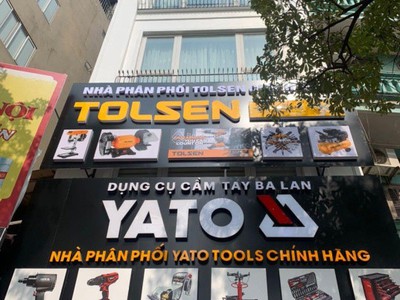 NHÀ PHÂN PHỐI TOLSEN
TOLSEN
TOLSEN
DỤNG CỤ CẦM TAY BA LAN
YATO
NHÀ PHÂN PHỐI YATO TOOLS CHÍNH HÃNG